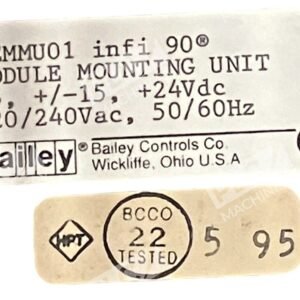 EMMU01 infi 90®
ODULE MOUNTING UNIT
, +/-15, +24Vdc
20/240Vac, 50/60Hz
ailey® Bailey Controls Co.
Wickliffe, Ohio U.S.A
HPT
BCCO
22
TESTED
5 95